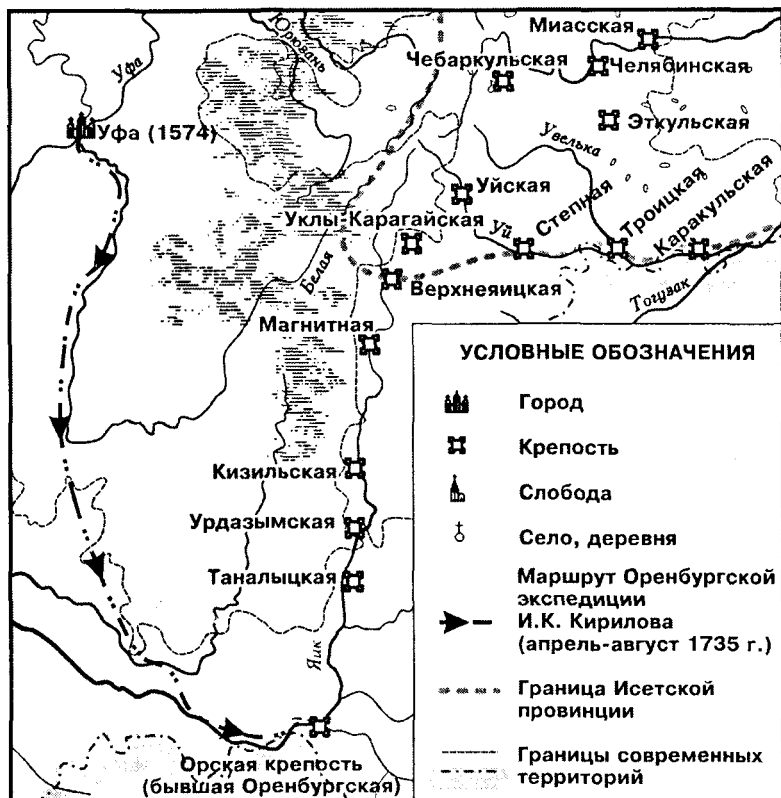 Миасская
Юрюзань
Чебаркульская
Челябинская
Уфа
Уфа (1574)
Эткульская
Увелька
Уйская
Уй
Степная
Троицкая
Каракульская
Уклы Карагайская
Белая
Верхнеяицкая
Тогузак
Магнитная
Кизильская
Урдазымская
Таналыцкая
Яик
Орская крепость
(бывшая Оренбургская)
УСЛОВНЫЕ ОБОЗНАЧЕНИЯ
Город
Крепость
Слобода
Село, деревня
Маршрут Оренбургской
экспедиции
И.К. Кирилова
(апрель-август 1735 г.)
Граница Исетской
провинции
Границы современных
территорий